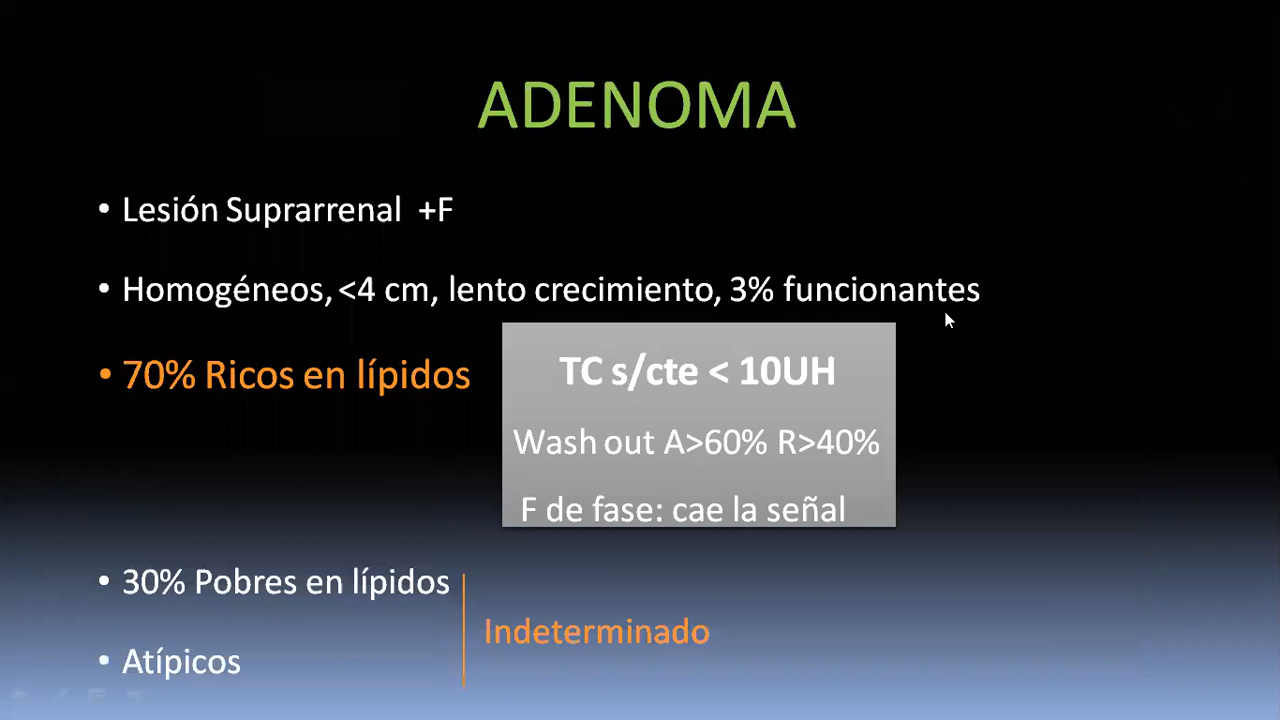 ADENOMA
• Lesión Suprarrenal +F
• Homogéneos, <4 cm, lento crecimiento, 3% funcionantes
• 70% Ricos en lípidos
TC s/cte < 10UH
Wash out A>60% R>40%
F de fase: cae la señal
• 30% Pobres en lípidos
Indeterminado
• Atípicos